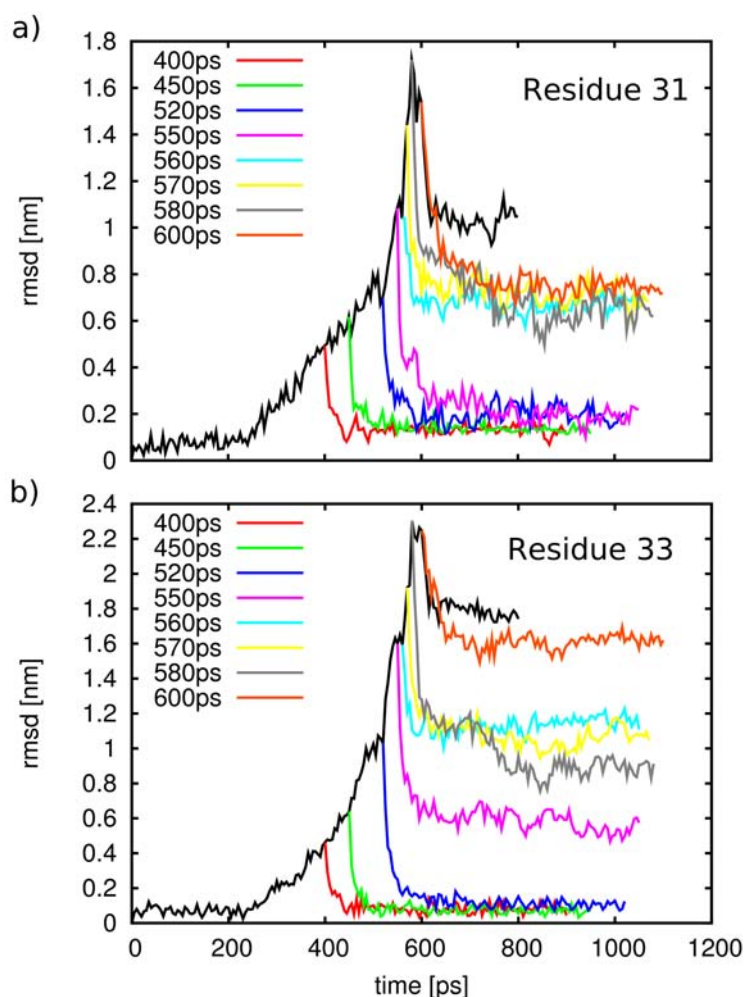 a)
1.8
1.6
1.4
1.2
1
0.8
0.6
0.4
0.2
0
rmsd [nm]
400ps
450ps
520ps
550ps
560ps
570ps
580ps
600ps
Residue 31
b)
2.4
2.2
2
1.8
1.6
1.4
1.2
1
0.8
0.6
0.4
0.2
0
rmsd [nm]
400ps
450ps
520ps
550ps
560ps
570ps
580ps
600ps
Residue 33
0 200 400 600 800 1000 1200
time [ps]